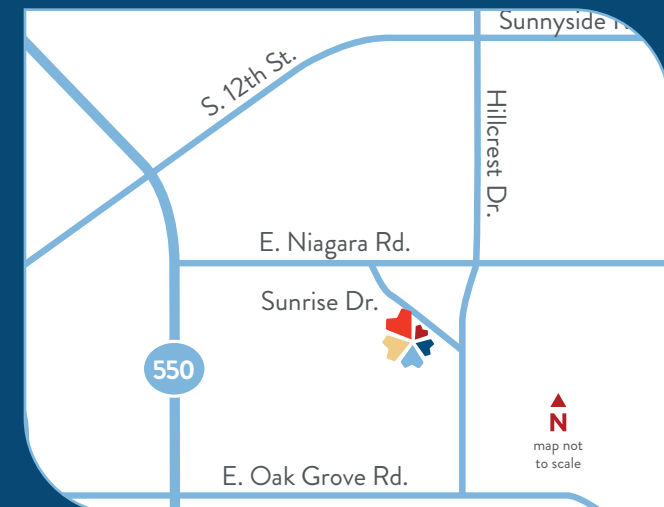 Sunnyside
S. 12th St.
Hillcrest Dr.
E. Niagara Rd.
Sunrise Dr.
550
N
map not
to scale
E. Oak Grove Rd.